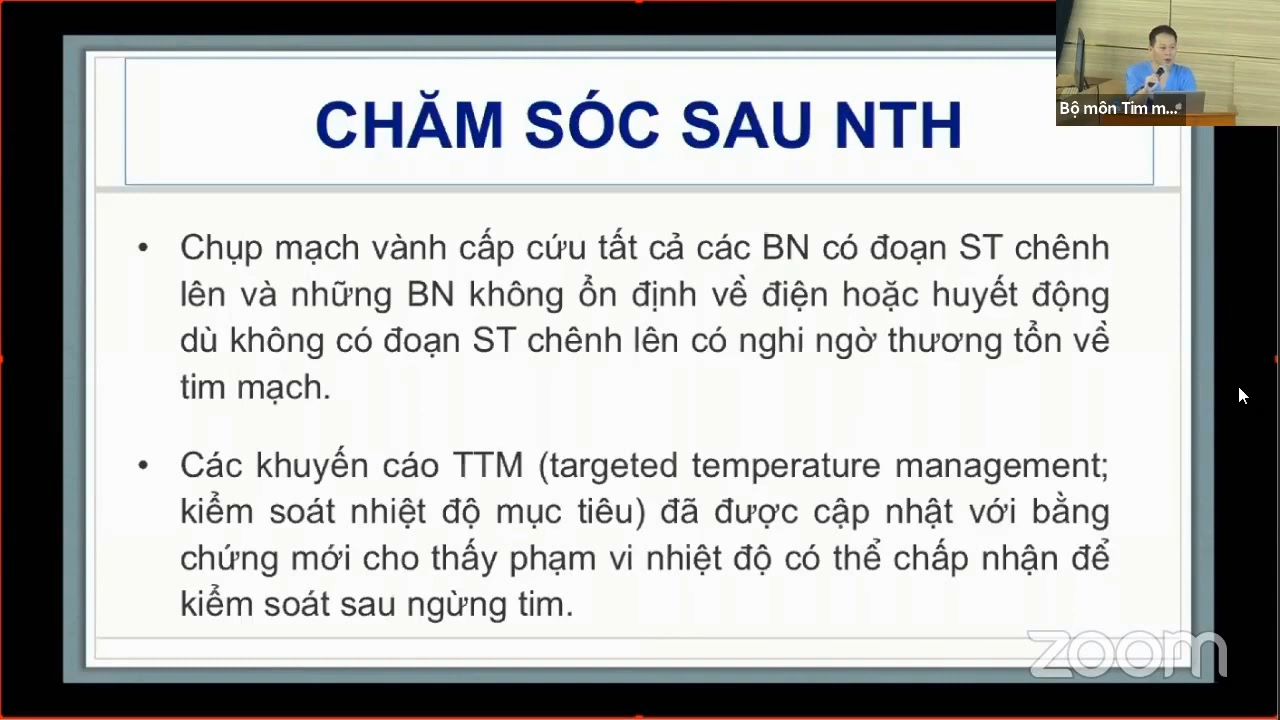 CHĂM SÓC SAU NTH
Bộ môn Tim m...
• Chụp mạch vành cấp cứu tất cả các BN có đoạn ST chênh
lên và những BN không ổn định về điện hoặc huyết động
dù không có đoạn ST chênh lên có nghi ngờ thương tổn về
tim mạch.
• Các khuyến cáo TTM (targeted temperature management;
kiểm soát nhiệt độ mục tiêu) đã được cập nhật với bằng
chứng mới cho thấy phạm vi nhiệt độ có thể chấp nhận để
kiểm soát sau ngừng tim.
zoom